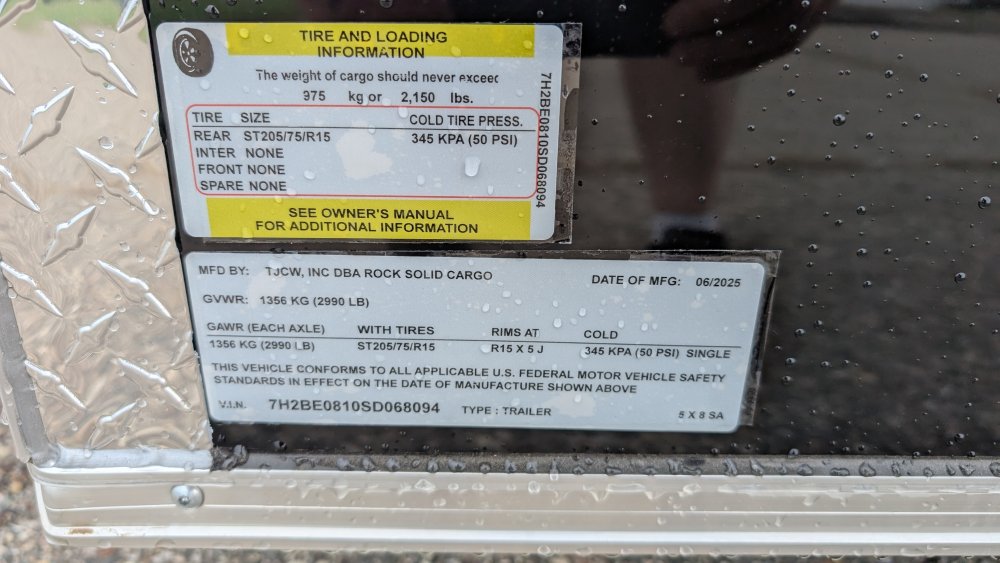 TIRE AND LOADING
INFORMATION
The weight of cargo should never exceed
975 kg or 2,150 lbs.
TIRE SIZE COLD TIRE PRESS.
REAR ST205/75/R15 345 KPA (50 PSI)
INTER NONE
FRONT NONE
SPARE NONE
SEE OWNER'S MANUAL
FOR ADDITIONAL INFORMATION
7H2BE0810SD068094
MFD BY: TJCW, INC DBA ROCK SOLID CARGO DATE OF MFG: 06/2025
GVWR: 1356 KG (2990 LB)
GAWR (EACH AXLE) WITH TIRES RIMS AT COLD
1356 KG (2990 LB) ST205/75/R15 R15 X 5 J 345 KPA (50 PSI) SINGLE
THIS VEHICLE CONFORMS TO ALL APPLICABLE U.S. FEDERAL MOTOR VEHICLE SAFETY
STANDARDS IN EFFECT ON THE DATE OF MANUFACTURE SHOWN ABOVE
V.I.N. 7H2BE0810SD068094 TYPE : TRAILER 5 X 8 SA